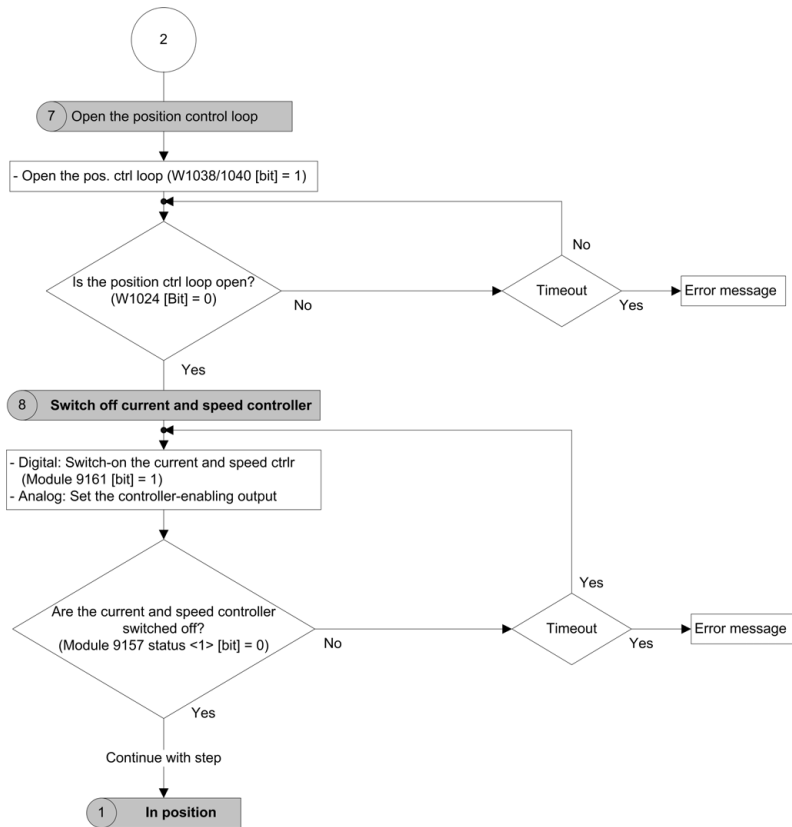 2
7 Open the position control loop
- Open the pos. ctrl loop (W1038/1040 [bit] = 1)
Is the position ctrl loop open?
(W1024 [Bit] = 0)
No
Timeout
No
Yes
Error message
Yes
8 Switch off current and speed controller
- Digital: Switch-on the current and speed ctrlr
(Module 9161 [bit] = 1)
- Analog: Set the controller-enabling output
Are the current and speed controller
switched off?
(Module 9157 status <1> [bit] = 0)
No
Timeout
Yes
Yes
Error message
Yes
Continue with step
1 In position